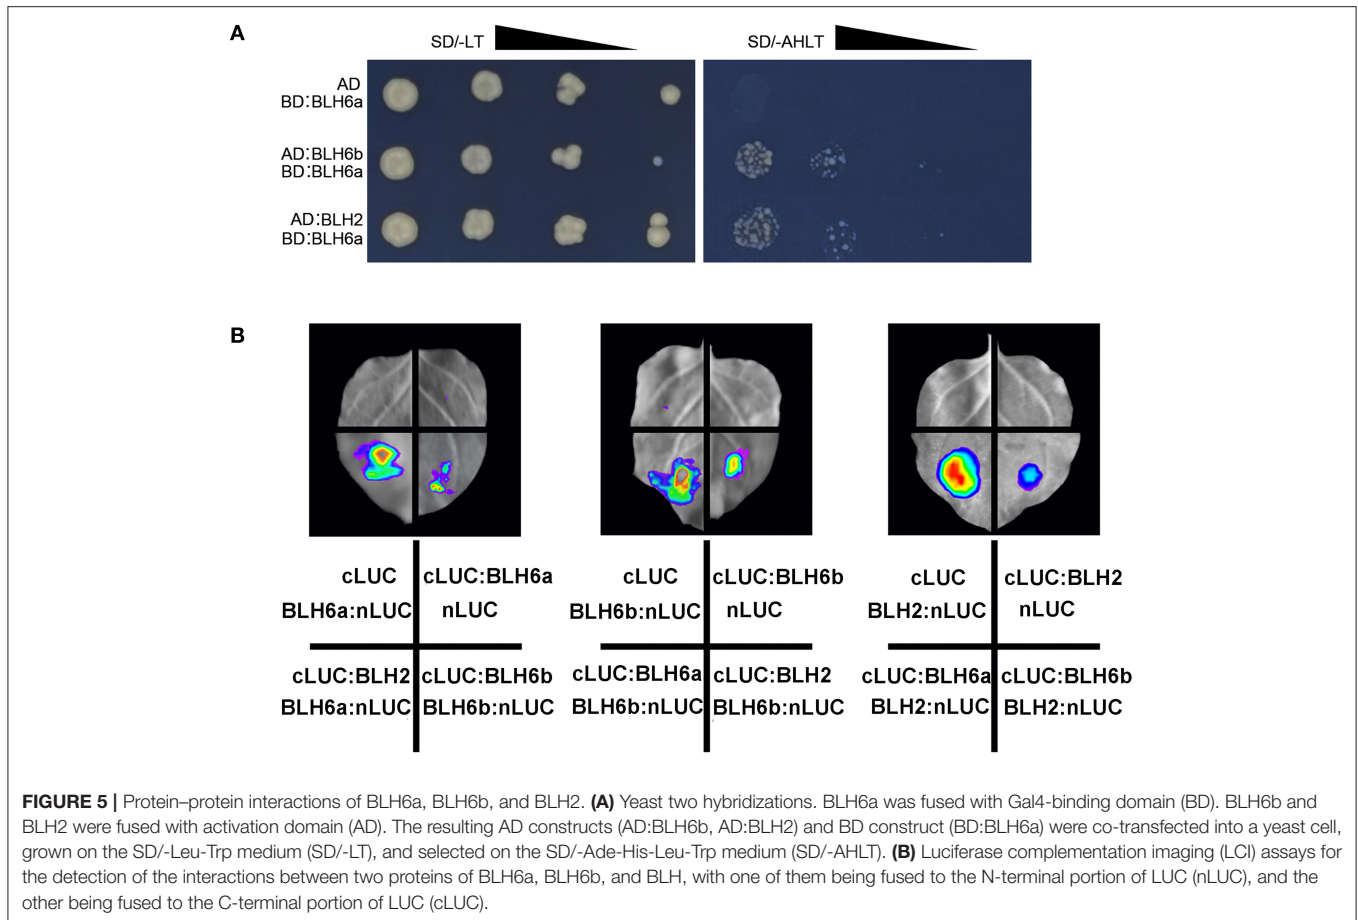 A
SD/-LT
SD/-AHLT
AD
BD:BLH6a
AD:BLH6b
BD:BLH6a
AD:BLH2
BD:BLH6a
B
cLUC
cLUC:BLH6a
BLH6a:nLUC
nLUC
cLUC:BLH2
cLUC:BLH6b
BLH6a:nLUC
BLH6b:nLUC
cLUC
cLUC:BLH6b
BLH6b:nLUC
nLUC
cLUC:BLH6a
cLUC:BLH2
BLH6b:nLUC
BLH6b:nLUC
cLUC
cLUC:BLH2
BLH2:nLUC
nLUC
cLUC:BLH6a
cLUC:BLH6b
BLH2:nLUC
BLH2:nLUC
FIGURE 5 | Protein–protein interactions of BLH6a, BLH6b, and BLH2. (A) Yeast two hybridizations. BLH6a was fused with Gal4-binding domain (BD). BLH6b and
BLH2 were fused with activation domain (AD). The resulting AD constructs (AD:BLH6b, AD:BLH2) and BD construct (BD:BLH6a) were co-transfected into a yeast cell,
grown on the SD/-Leu-Trp medium (SD/-LT), and selected on the SD/-Ade-His-Leu-Trp medium (SD/-AHLT). (B) Luciferase complementation imaging (LCI) assays for
the detection of the interactions between two proteins of BLH6a, BLH6b, and BLH, with one of them being fused to the N-terminal portion of LUC (nLUC), and the
other being fused to the C-terminal portion of LUC (cLUC).